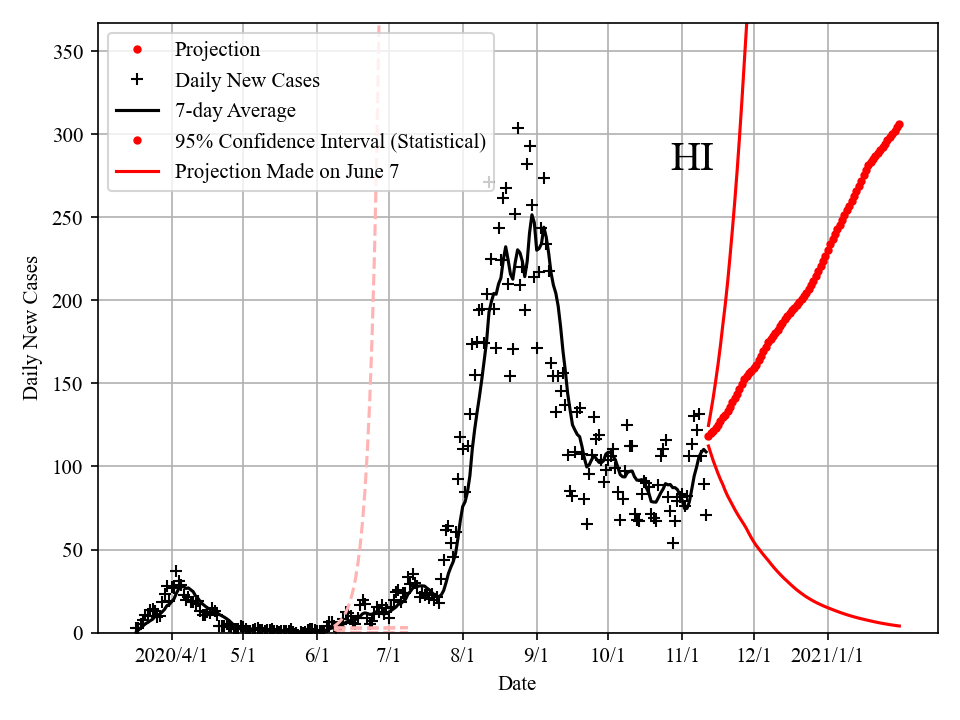 350
300
250
200
150
100
50
0
Daily New Cases
Projection
Daily New Cases
7-day Average
95% Confidence Interval (Statistical)
Projection Made on June 7
HI
2020/4/1 5/1 6/1 7/1 8/1 9/1 10/1 11/1 12/1 2021/1/1
Date